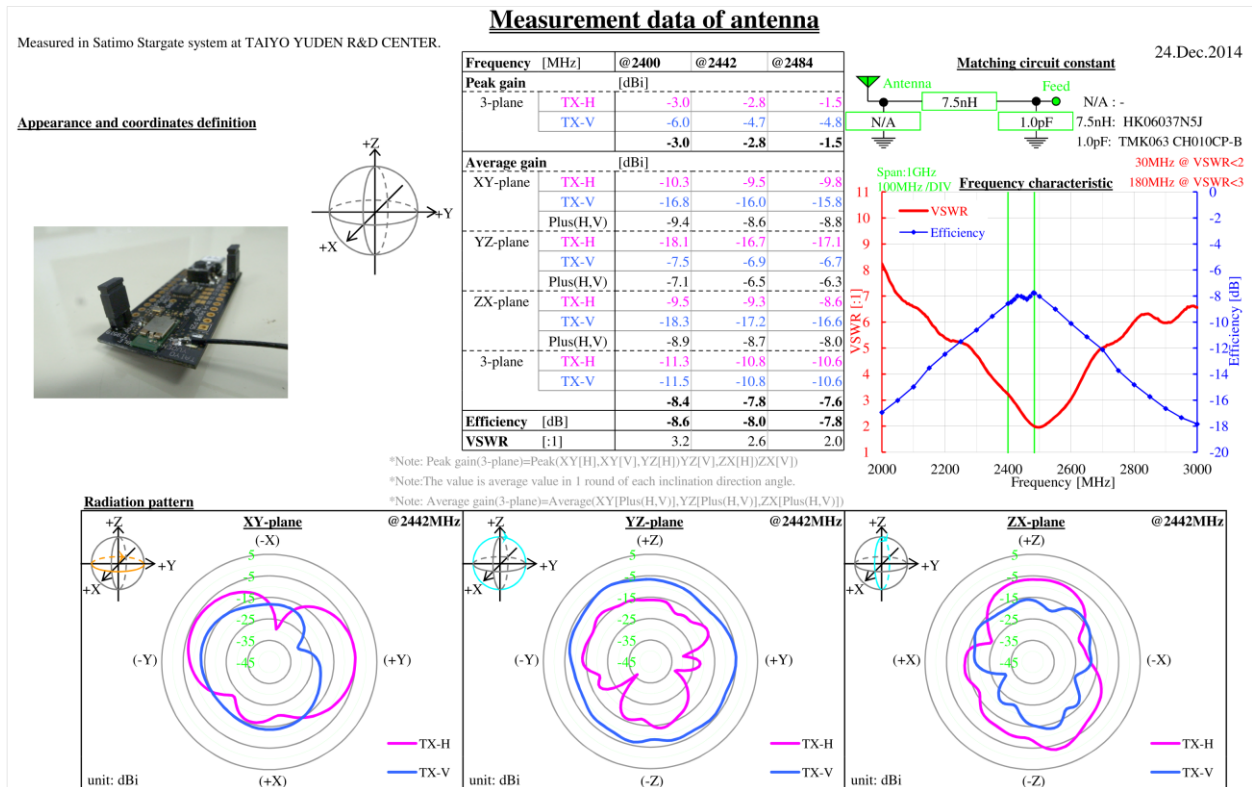 Measurement data of antenna
Measured in Satimo Stargate system at TAIYO YUDEN R&D CENTER.
24.Dec.2014
Appearance and coordinates definition
+Z
+Y
+X
Frequency [MHz] @2400 @2442 @2484
Peak gain [dBi]
3-plane TX-H -3.0 -2.8 -1.5
TX-V -6.0 -4.7 -4.8
-3.0 -2.8 -1.5
Average gain [dBi]
XY-plane TX-H -10.3 -9.5 -9.8
TX-V -16.8 -16.0 -15.8
Plus(H,V) -9.4 -8.6 -8.8
YZ-plane TX-H -18.1 -16.7 -17.1
TX-V -7.5 -6.9 -6.7
Plus(H,V) -7.1 -6.5 -6.3
ZX-plane TX-H -9.5 -9.3 -8.6
TX-V -18.3 -17.2 -16.6
Plus(H,V) -8.9 -8.7 -8.0
3-plane TX-H -11.3 -10.8 -10.6
TX-V -11.5 -10.8 -10.6
-8.4 -7.8 -7.6
Efficiency [dB] -8.6 -8.0 -7.8
VSWR [:1] 3.2 2.6 2.0
*Note: Peak gain(3-plane)=Peak(XY[H],XY[V],YZ[H])YZ[V],ZX[H])ZX[V])
*Note:The value is average value in 1 round of each inclination direction angle.
*Note: Average gain(3-plane)=Average(XY[Plus(H,V)],YZ[Plus(H,V)],ZX[Plus(H,V)])
Matching circuit constant
Antenna
Feed
7.5nH
N/A
1.0pF
N/A : -
7.5nH: HK06037N5J
1.0pF: TMK063 CH010CP-B
30MHz @ VSWR<2
180MHz @ VSWR<3
Span:1GHz
100MHz /DIV
Frequency characteristic
VSWR
Efficiency
11
10
9
8
7
6
5
4
3
2
1
VSWR [:1]
0
-2
-4
-6
-8
-10
-12
-14
-16
-18
-20
Efficiency [dB]
2000 2200 2400 2600 2800 3000
Frequency [MHz]
Radiation pattern
+Z
+Y
+X
XY-plane
@2442MHz
(-X)
5
-5
-15
-25
-35
-45
(-Y)
(+Y)
(+X)
TX-H
TX-V
unit: dBi
+Z
+Y
+X
YZ-plane
@2442MHz
(+Z)
5
-5
-15
-25
-35
-45
(-Y)
(+Y)
(-Z)
TX-H
TX-V
unit: dBi
+Z
+Y
+X
ZX-plane
@2442MHz
(+Z)
5
-5
-15
-25
-35
-45
(+X)
(-X)
(-Z)
TX-H
TX-V
unit: dBi